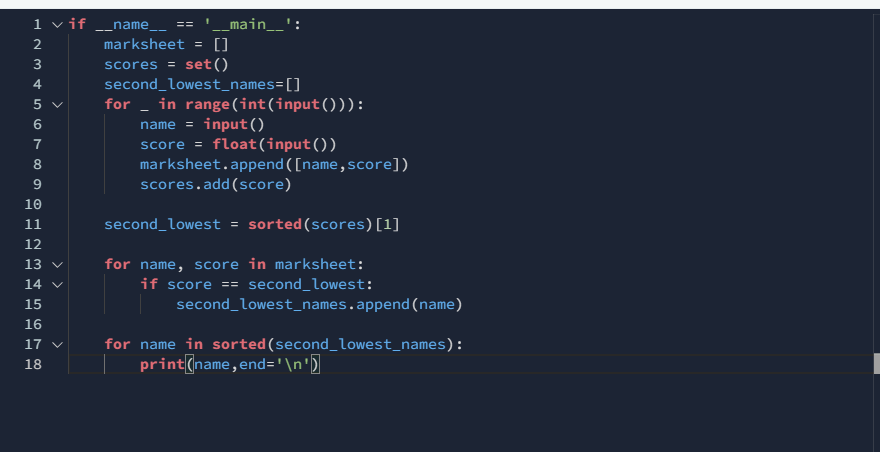 1 if __name__ == '__main__':
2     marksheet = []
3     scores = set()
4     second_lowest_names=[]
5     for _ in range(int(input())):
6         name = input()
7         score = float(input())
8         marksheet.append([name,score])
9         scores.add(score)
10
11     second_lowest = sorted(scores)[1]
12
13     for name, score in marksheet:
14         if score == second_lowest:
15             second_lowest_names.append(name)
16
17     for name in sorted(second_lowest_names):
18         print(name,end='\n')